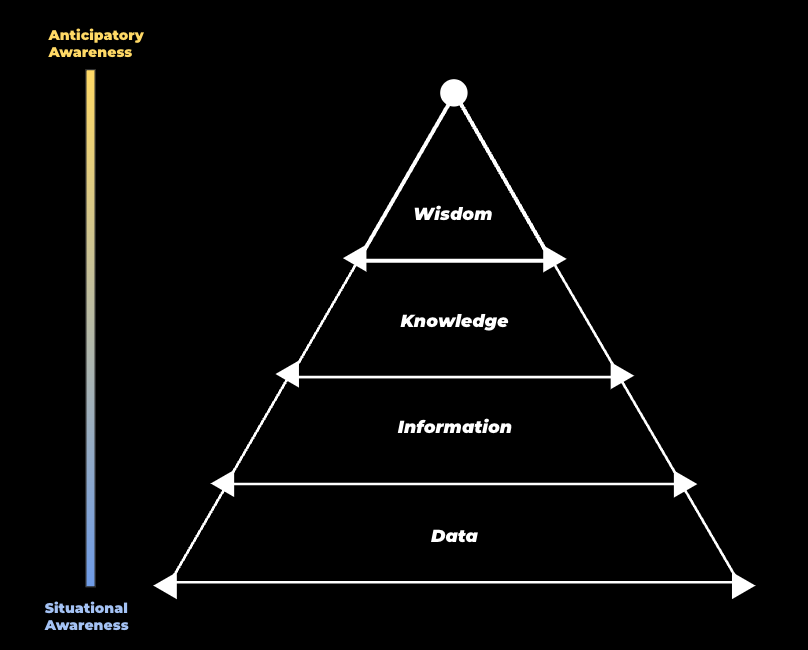 Anticipatory
Awareness
Wisdom
Knowledge
Information
Data
Situational
Awareness